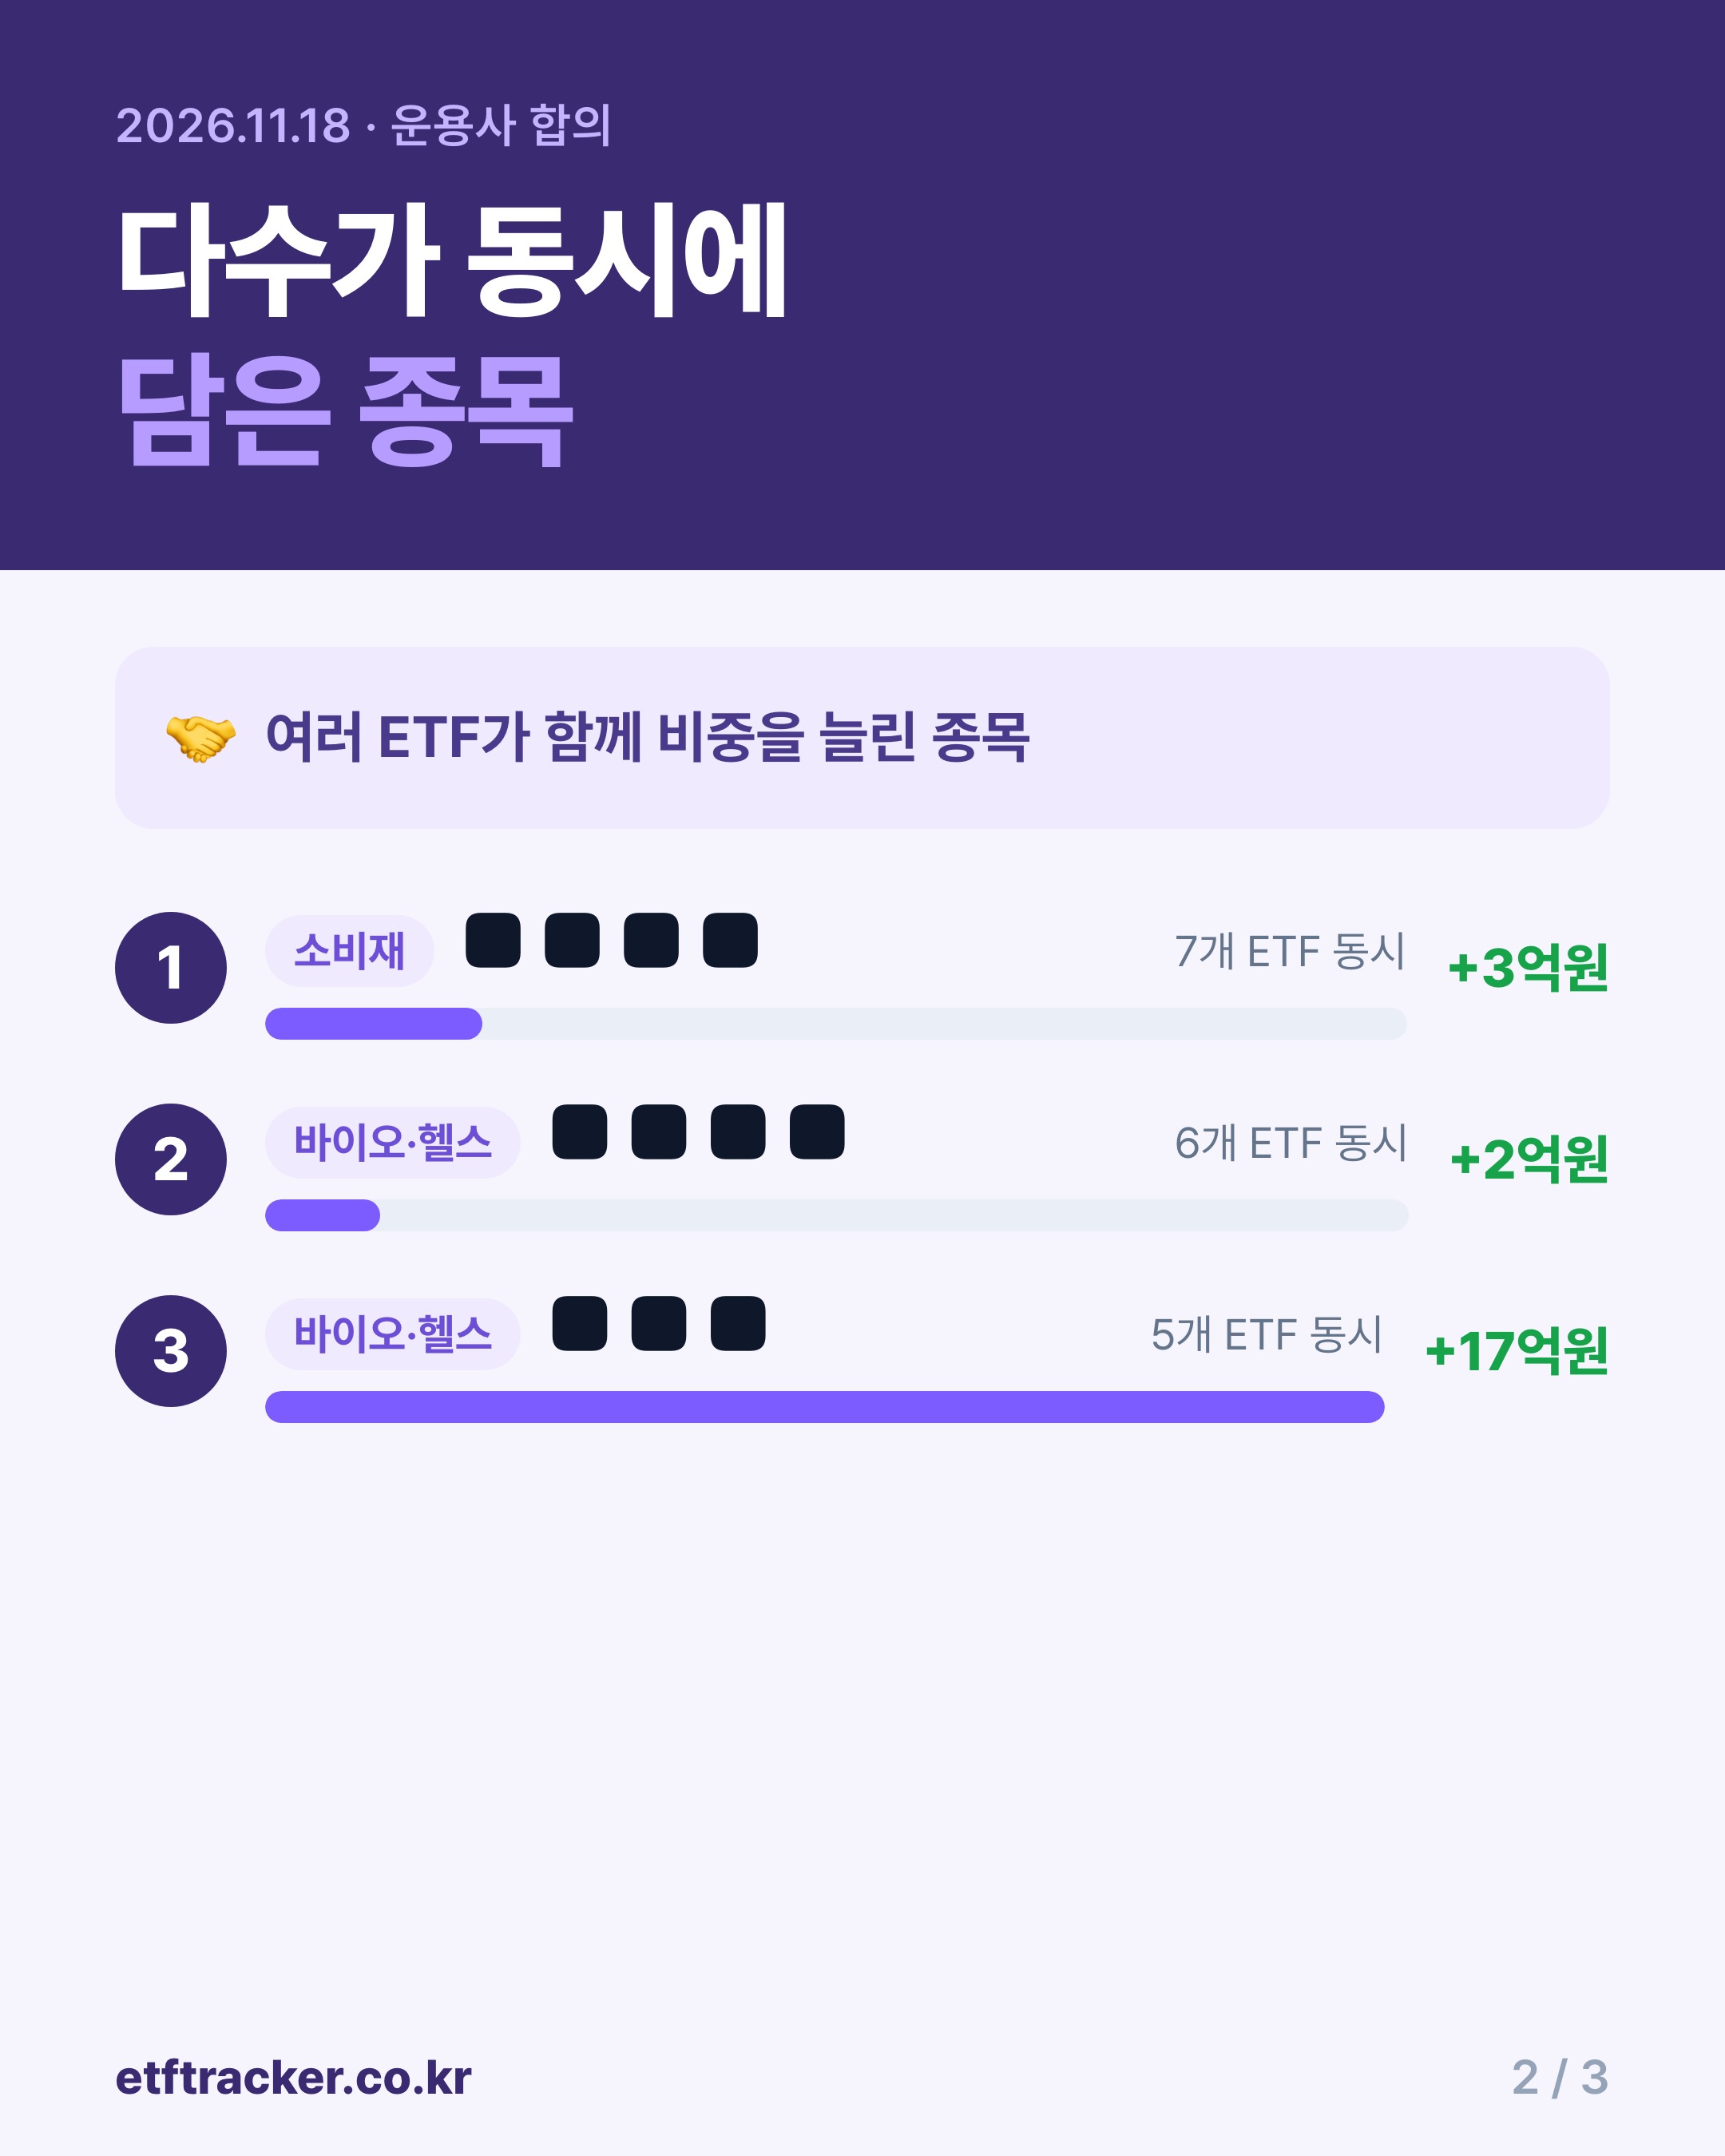 2026.11.18 · 운용사 합의
다수가 동시에
담은 종목
🤝 여러 ETF가 함께 비중을 늘린 종목
1 소비재 ■■■■ 7개 ETF 동시 +3억원
2 바이오·헬스 ■■■■ 6개 ETF 동시 +2억원
3 바이오·헬스 ■■■ 5개 ETF 동시 +17억원
etftracker.co.kr 2 / 3